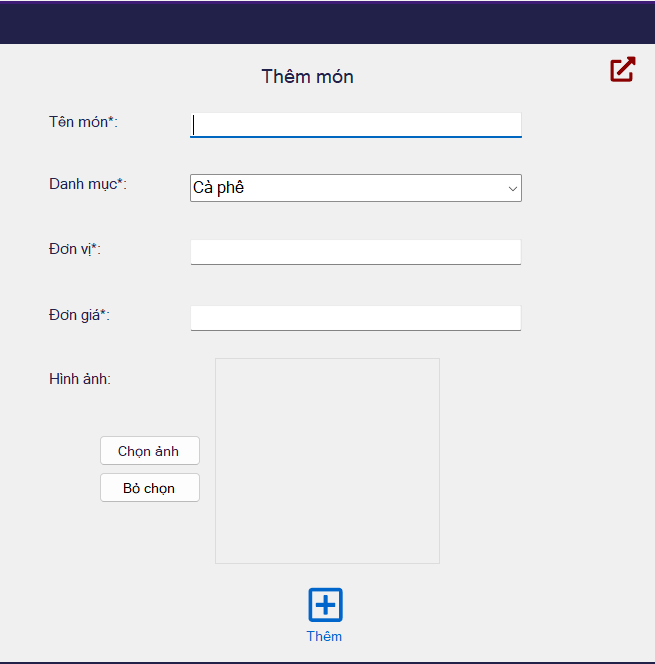 Thêm món
Tên món*:
Danh mục*:
Cà phê
Đơn vị*:
Đơn giá*:
Hình ảnh:
Chọn ảnh
Bỏ chọn
Thêm